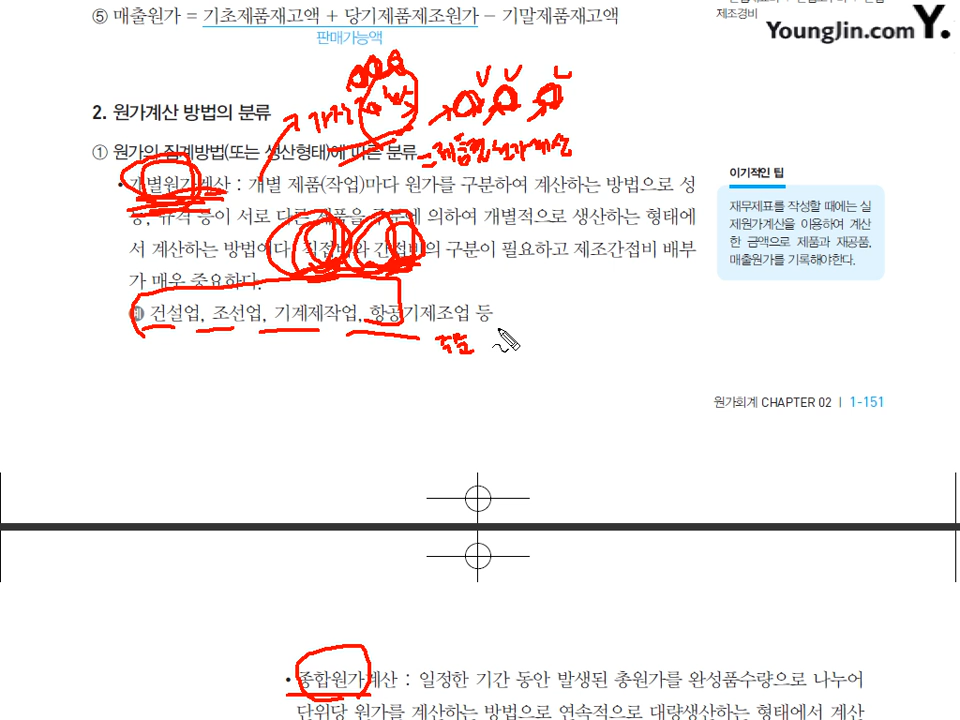 ⑤ 매출원가 = 기초제품재고액 + 당기제품제조원가 − 기말제품재고액
판매가능액
제조경비
YoungJin.com Y.
2. 원가계산 방법의 분류
① 원가의 집계방법(또는 생산형태)에 따른 분류
= 제품별 원가계산
• 개별원가계산 : 개별 제품(작업)마다 원가를 구분하여 계산하는 방법으로 성
능, 규격 등이 서로 다른 제품을 주문에 의하여 개별적으로 생산하는 형태에
서 계산하는 방법이다. 직접비와 간접비의 구분이 필요하고 제조간접비 배부
가 매우 중요하다.
예 건설업, 조선업, 기계제작업, 항공기제조업 등
주문
이기적인 팁
재무제표를 작성할 때에는 실
제원가계산을 이용하여 계산
한 금액으로 제품과 재공품,
매출원가를 기록해야한다.
원가회계 CHAPTER 02 | 1-151
• 종합원가계산 : 일정한 기간 동안 발생된 총원가를 완성품수량으로 나누어
단위당 원가를 계산하는 방법으로 연속적으로 대량생산하는 형태에서 계산